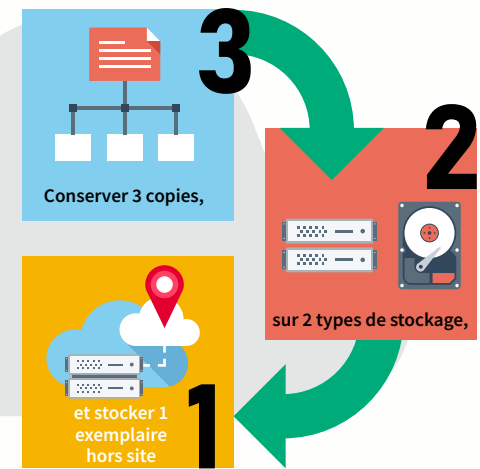 3
Conserver 3 copies,
2
sur 2 types de stockage,
1
et stocker 1
exemplaire
hors site